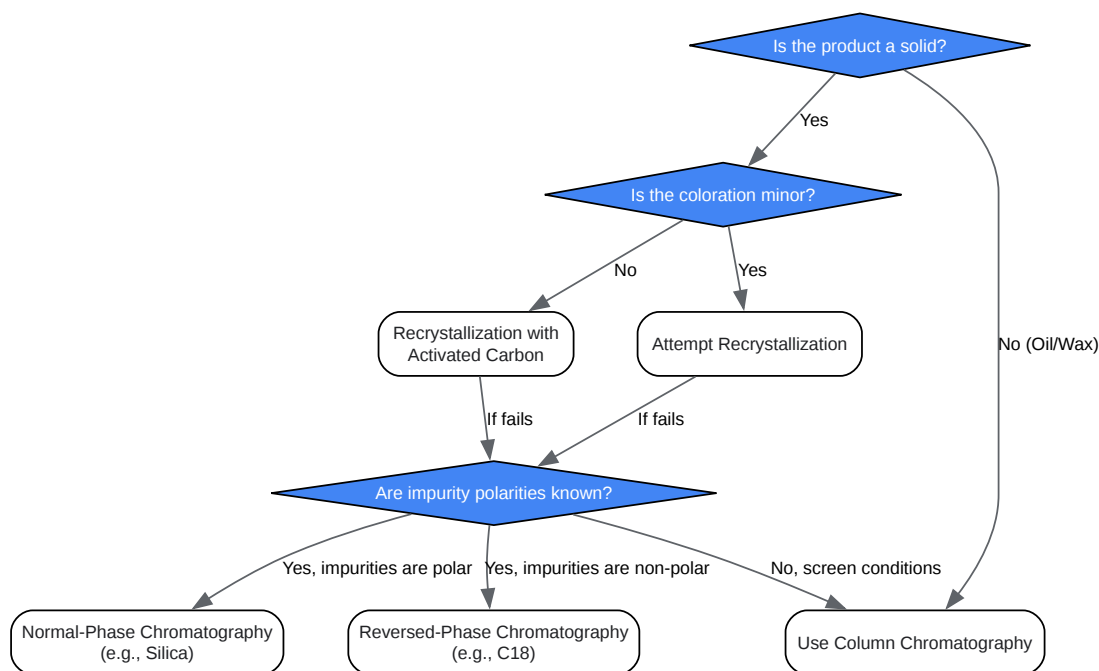 Is the product a solid?
Yes
Is the coloration minor?
No
Yes
Recrystallization with
Activated Carbon
Attempt Recrystallization
No (Oil/Wax)
If fails
If fails
Are impurity polarities known?
Yes, impurities are polar
Yes, impurities are non-polar
No, screen conditions
Normal-Phase Chromatography
(e.g., Silica)
Reversed-Phase Chromatography
(e.g., C18)
Use Column Chromatography